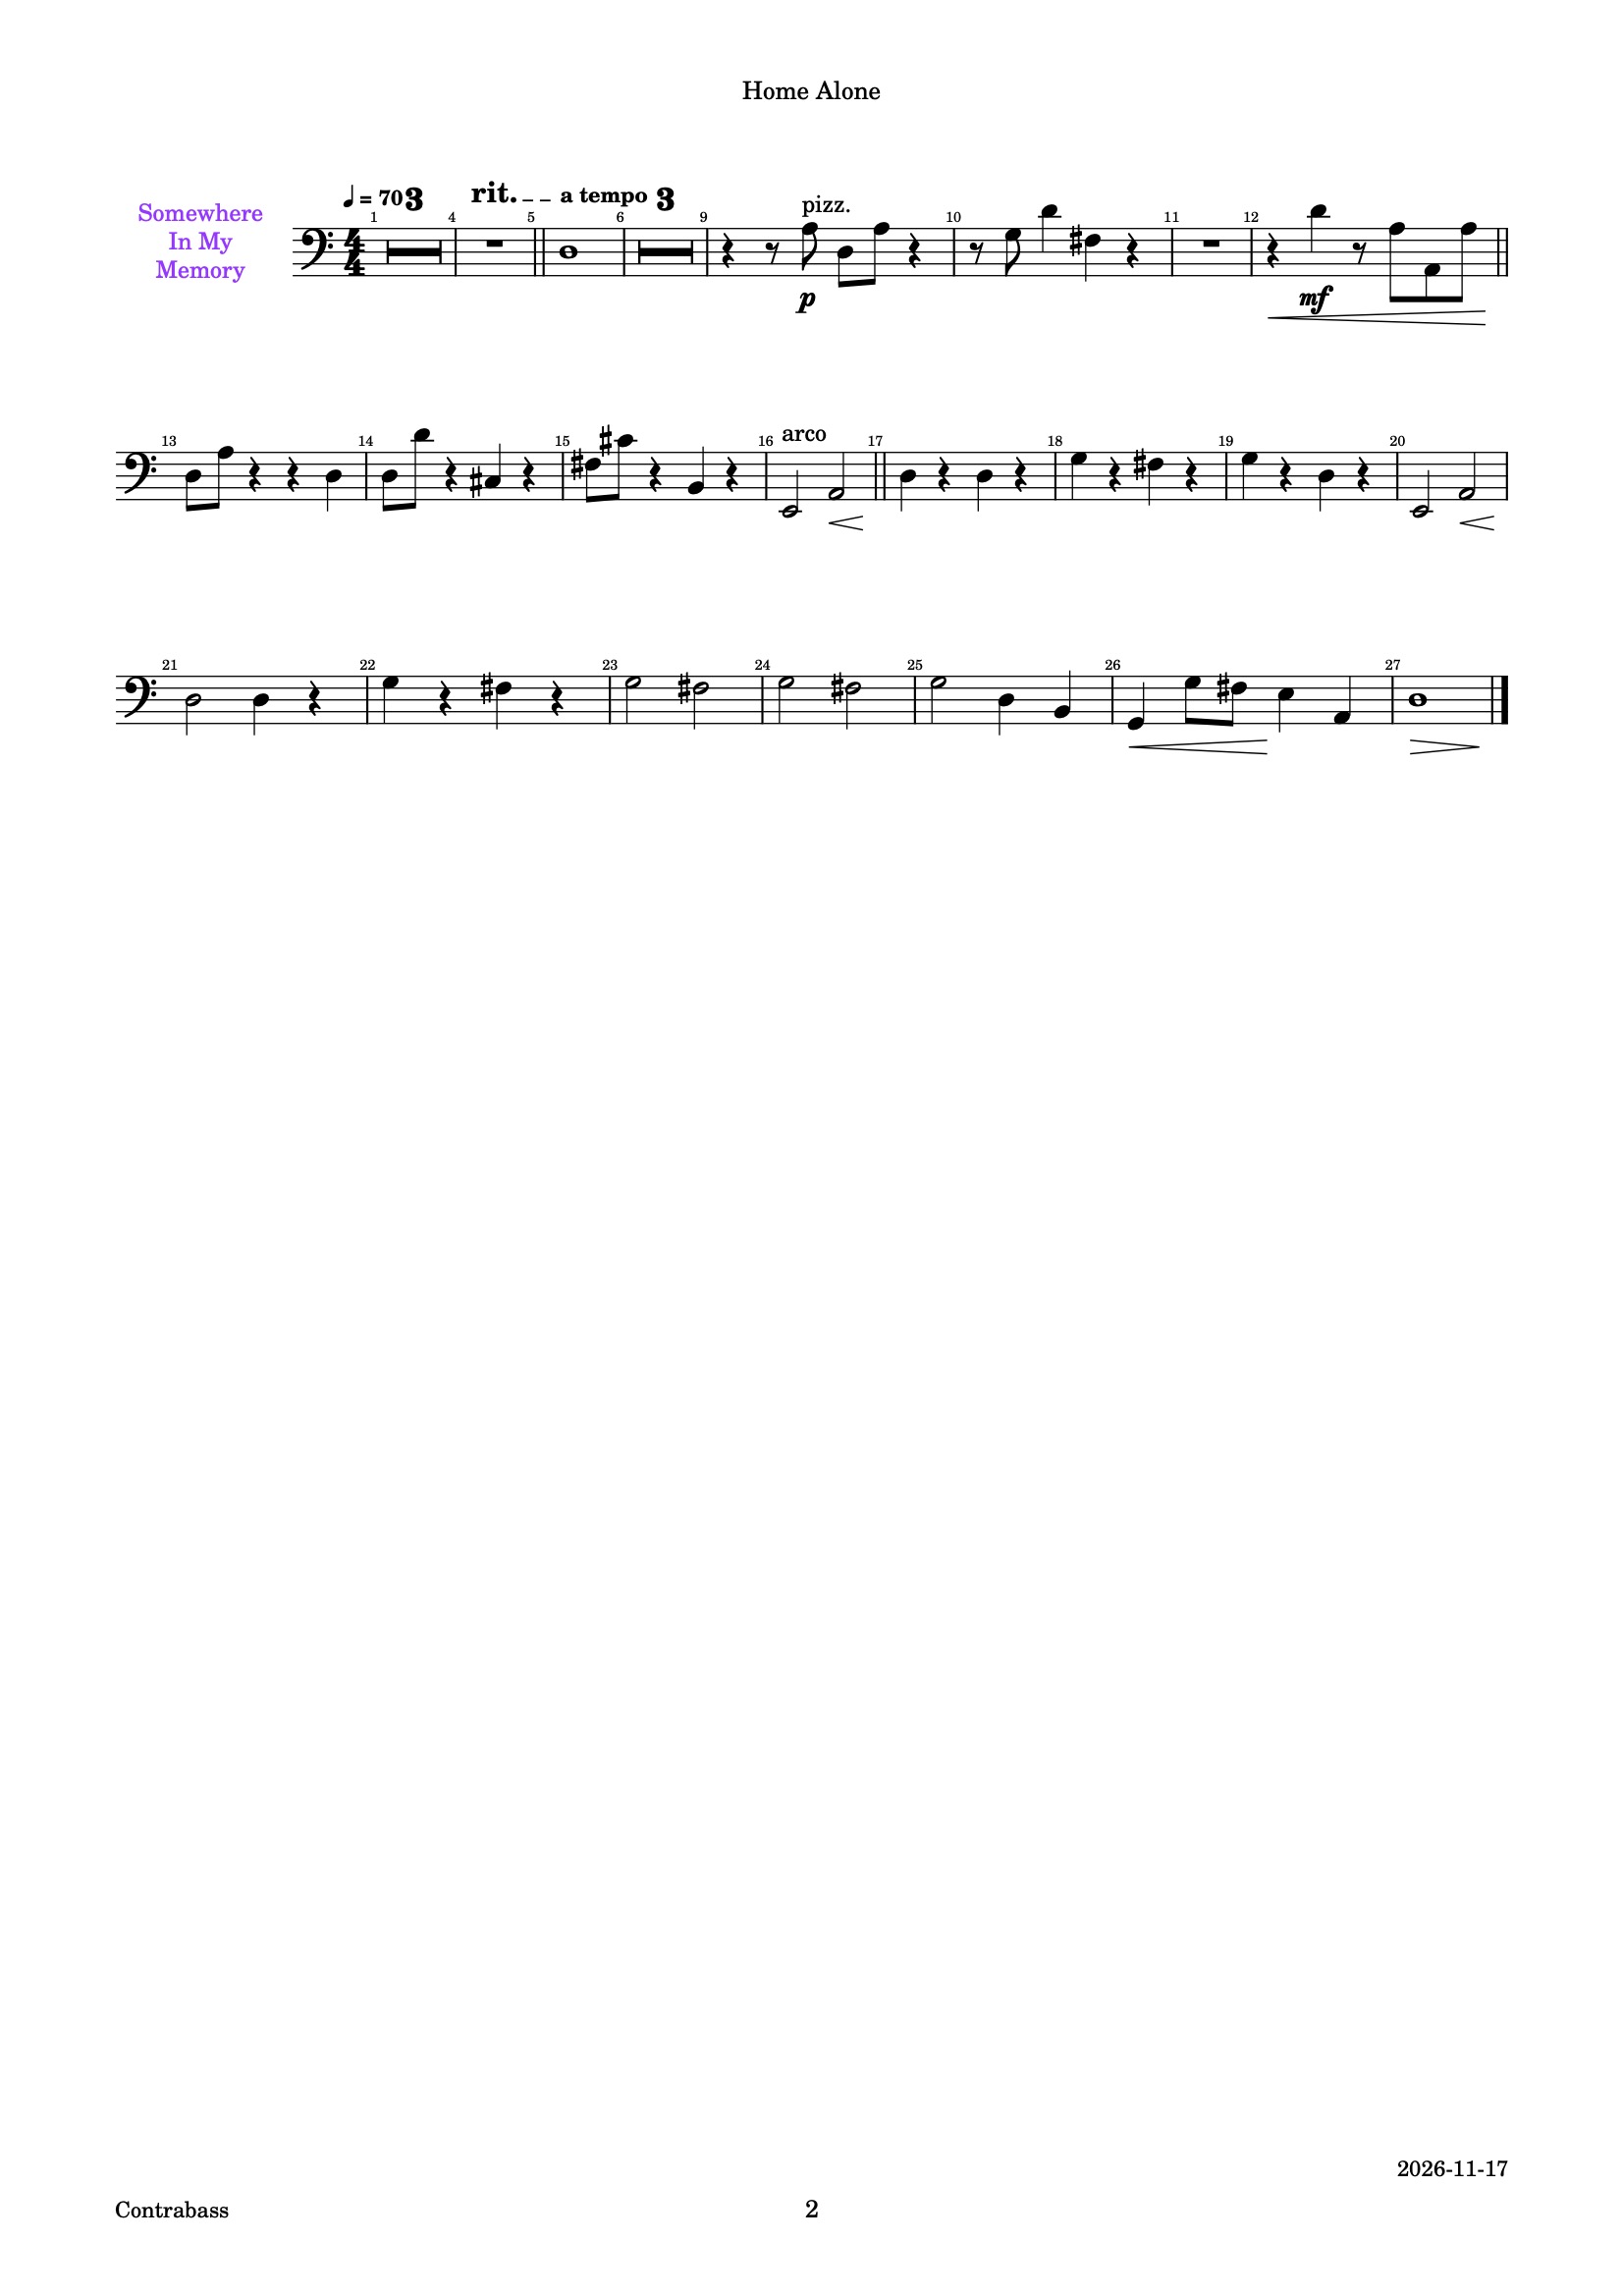 Home Alone
Somewhere
In My
Memory
♩ = 70 3 rit. a tempo 3 pizz.
1 4 5 6 9 10 11 12
4
4
p mf
arco
13 14 15 16 17 18 19 20
21 22 23 24 25 26 27
2026-11-17
Contrabass 2